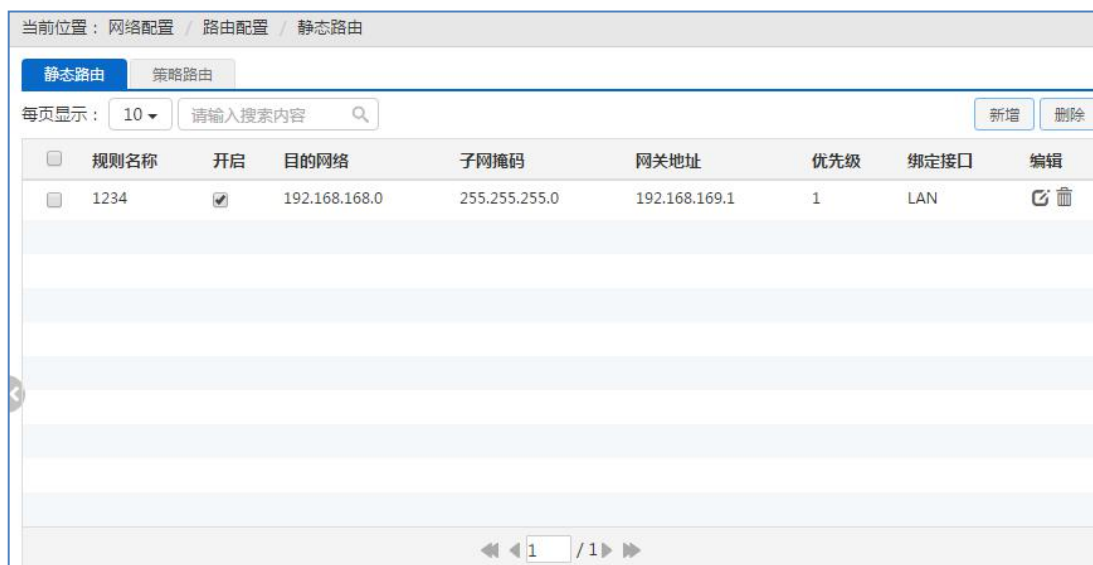 当前位置： 网络配置 / 路由配置 / 静态路由
静态路由 策略路由
每页显示： 10 请输入搜索内容 新增 删除
规则名称 开启 目的网络 子网掩码 网关地址 优先级 绑定接口 编辑
1234 192.168.168.0 255.255.255.0 192.168.169.1 1 LAN
1 / 1